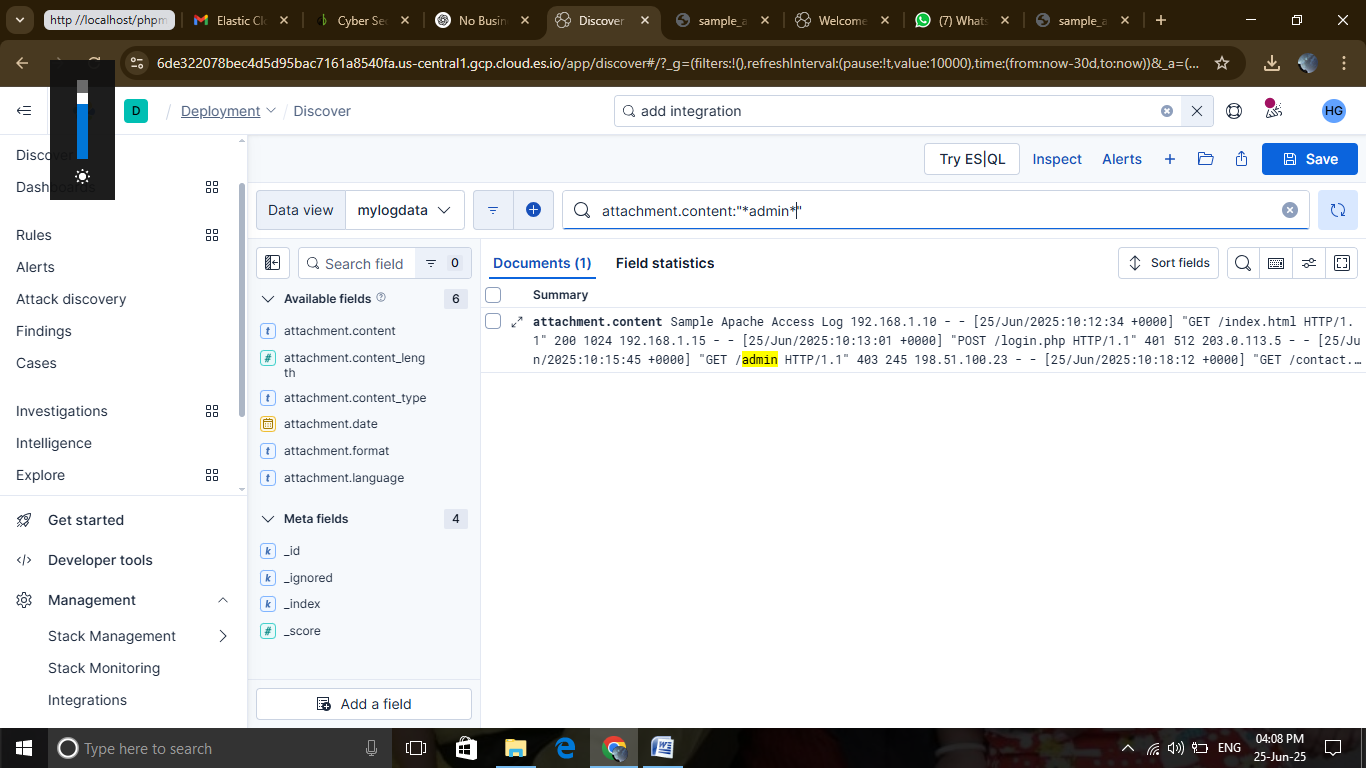 http://localhost/phpm
Elastic Cl
Cyber Sec
No Busin
Discover
sample_a
Welcome
(7) Whats
sample_a
6de322078bec4d5d95bac7161a8540fa.us-central1.gcp.cloud.es.io/app/discover#/?_g=(filters:!(),refreshInterval:(pause:!t,value:10000),time:(from:now-30d,to:now))&_a=(...
D
Deployment
Discover
add integration
HG
Discover
Dashboards
Rules
Alerts
Attack discovery
Findings
Cases
Investigations
Intelligence
Explore
Get started
Developer tools
Management
Stack Management
Stack Monitoring
Integrations
Try ES|QL
Inspect
Alerts
Save
Data view
mylogdata
attachment.content:"*admin*"
Search field
0
Available fields
6
t attachment.content
# attachment.content_leng
th
t attachment.content_type
attachment.date
t attachment.format
t attachment.language
Meta fields
4
k _id
k _ignored
k _index
# _score
Add a field
Documents (1)
Field statistics
Sort fields
Summary
attachment.content Sample Apache Access Log 192.168.1.10 - - [25/Jun/2025:10:12:34 +0000] "GET /index.html HTTP/1.
1" 200 1024 192.168.1.15 - - [25/Jun/2025:10:13:01 +0000] "POST /login.php HTTP/1.1" 401 512 203.0.113.5 - - [25/Ju
n/2025:10:15:45 +0000] "GET /admin HTTP/1.1" 403 245 198.51.100.23 - - [25/Jun/2025:10:18:12 +0000] "GET /contact.…
Type here to search
ENG
04:08 PM
25-Jun-25